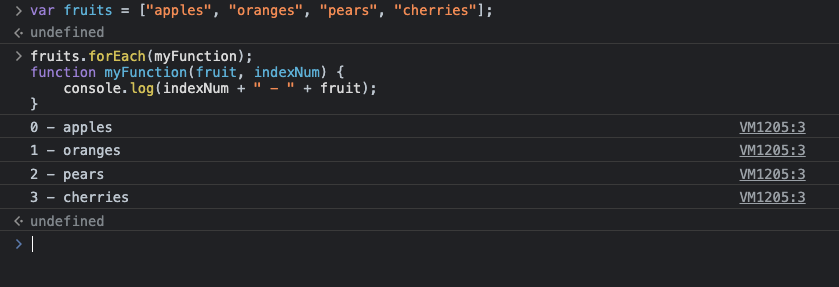 > var fruits = ["apples", "oranges", "pears", "cherries"];
undefined
> fruits.forEach(myFunction);
function myFunction(fruit, indexNum) {
    console.log(indexNum + " - " + fruit);
}
0 - apples VM1205:3
1 - oranges VM1205:3
2 - pears VM1205:3
3 - cherries VM1205:3
undefined
>